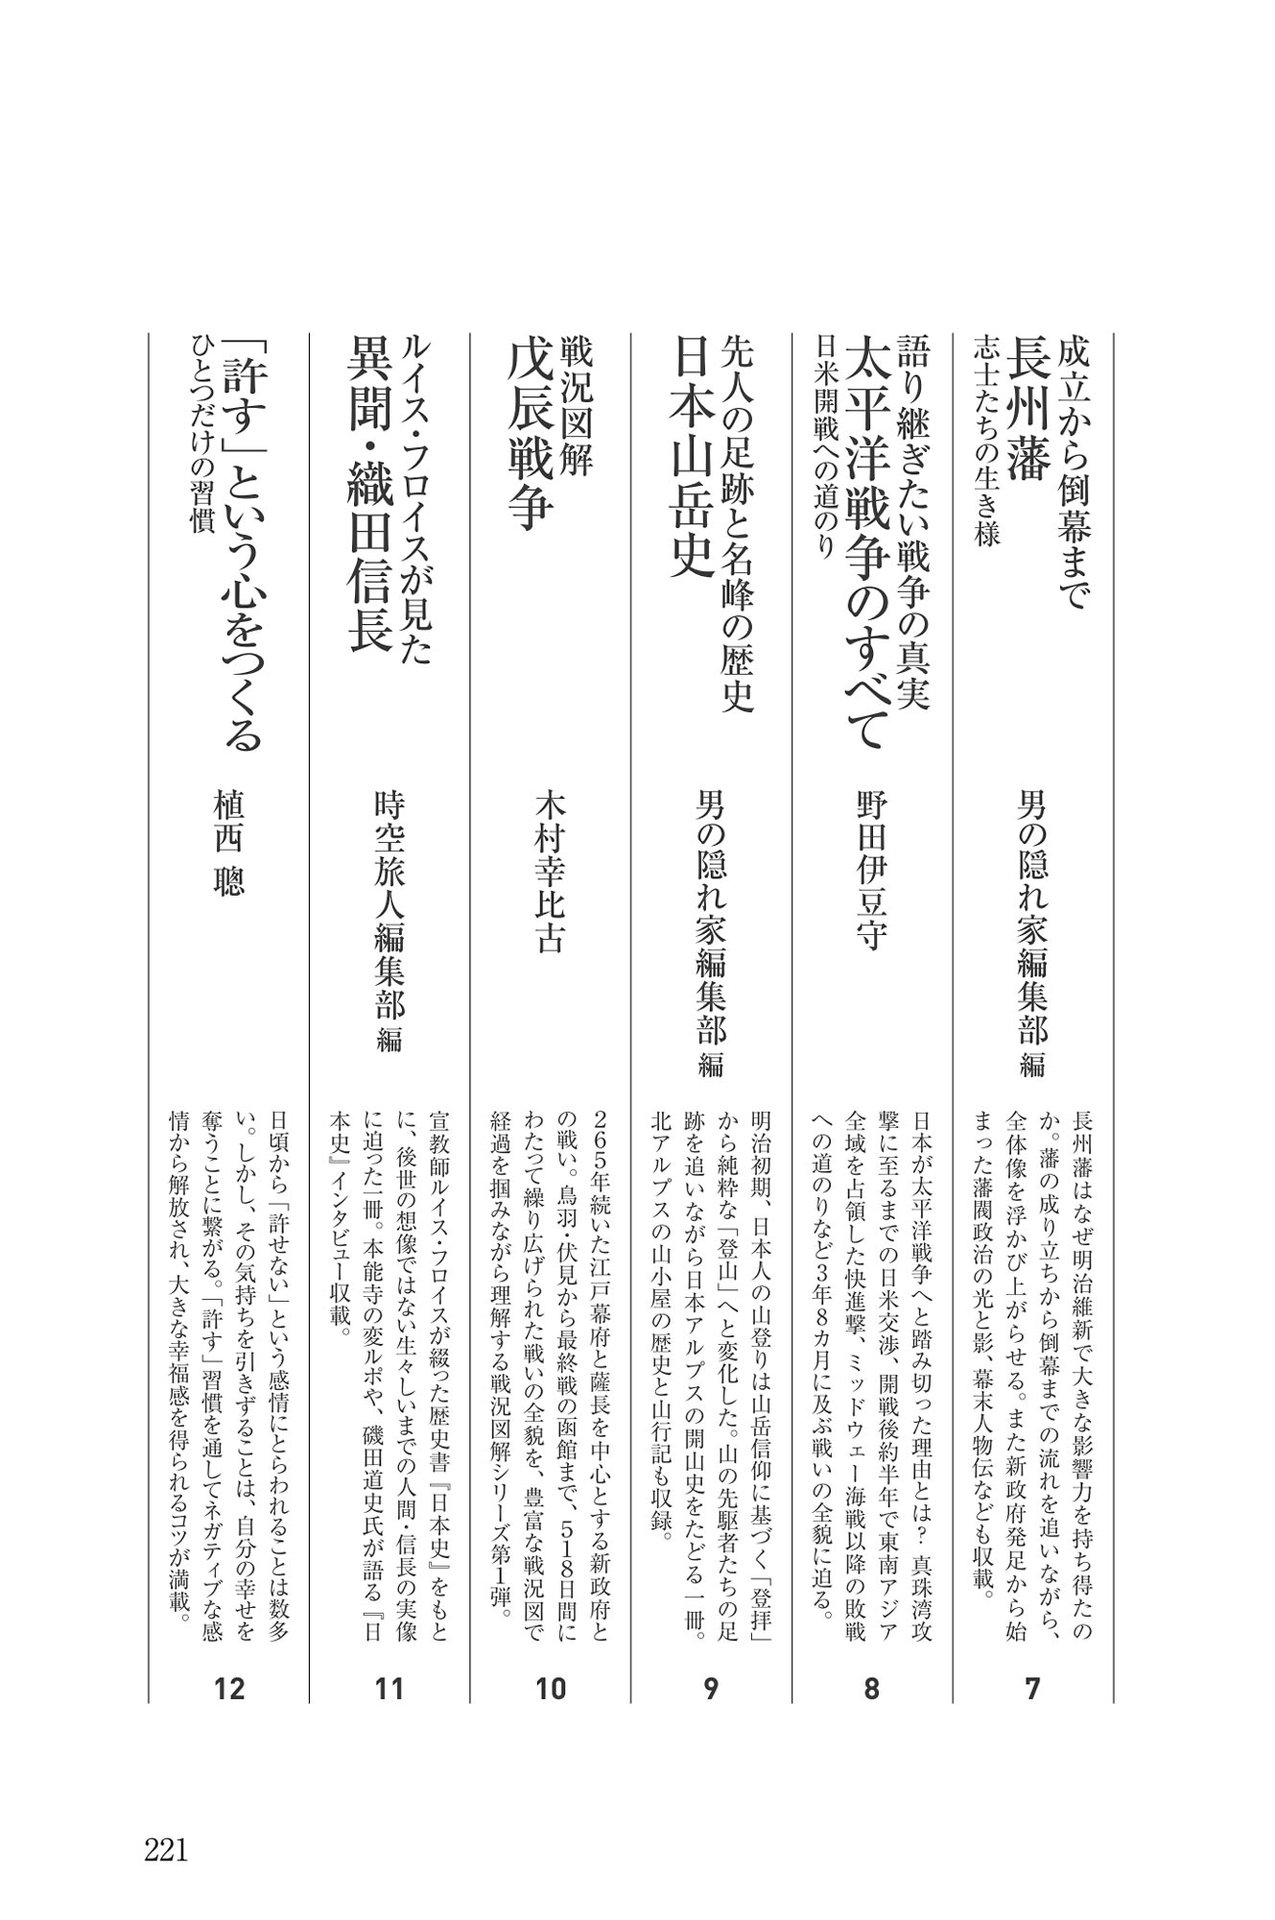 成立から倒幕まで
長州藩
志士たちの生き様
男の隠れ家編集部 編
長州藩はなぜ明治維新で大きな影響力を持ち得たの
か。藩の成り立ちから倒幕までの流れを追いながら、
全体像を浮かび上がらせる。また新政府発足から始
まった藩閥政治の光と影、幕末人物伝なども収載。
7
語り継ぎたい戦争の真実
太平洋戦争のすべて
日米開戦への道のり
野田伊豆守
日本が太平洋戦争へと踏み切った理由とは? 真珠湾攻
撃に至るまでの日米交渉、開戦後約半年で東南アジア
全域を占領した快進撃、ミッドウェー海戦以降の敗戦
への道のりなど3年8カ月に及ぶ戦いの全貌に迫る。
8
先人の足跡と名峰の歴史
日本山岳史
男の隠れ家編集部 編
明治初期、日本人の山登りは山岳信仰に基づく「登拝」
から純粋な「登山」へと変化した。山の先駆者たちの足
跡を追いながら日本アルプスの開山史をたどる一冊。
北アルプスの山小屋の歴史と山行記も収録。
9
戦況図解
戊辰戦争
木村幸比古
265年続いた江戸幕府と薩長を中心とする新政府と
の戦い。鳥羽・伏見から最終戦の函館まで、518日間に
わたって繰り広げられた戦いの全貌を、豊富な戦況図で
経過を掴みながら理解する戦況図解シリーズ第1弾。
10
ルイス・フロイスが見た
異聞・織田信長
時空旅人編集部 編
宣教師ルイス・フロイスが綴った歴史書『日本史』をもと
に、後世の想像ではない生々しいまでの人間・信長の実像
に迫った一冊。本能寺の変ルポや、磯田道史氏が語る『日
本史』インタビュー収載。
11
「許す」という心をつくる
ひとつだけの習慣
植西 聰
日頃から「許せない」という感情にとらわれることは数多
い。しかし、その気持ちを引きずることは、自分の幸せを
奪うことに繋がる。「許す」習慣を通してネガティブな感
情から解放され、大きな幸福感を得られるコツが満載。
12
221